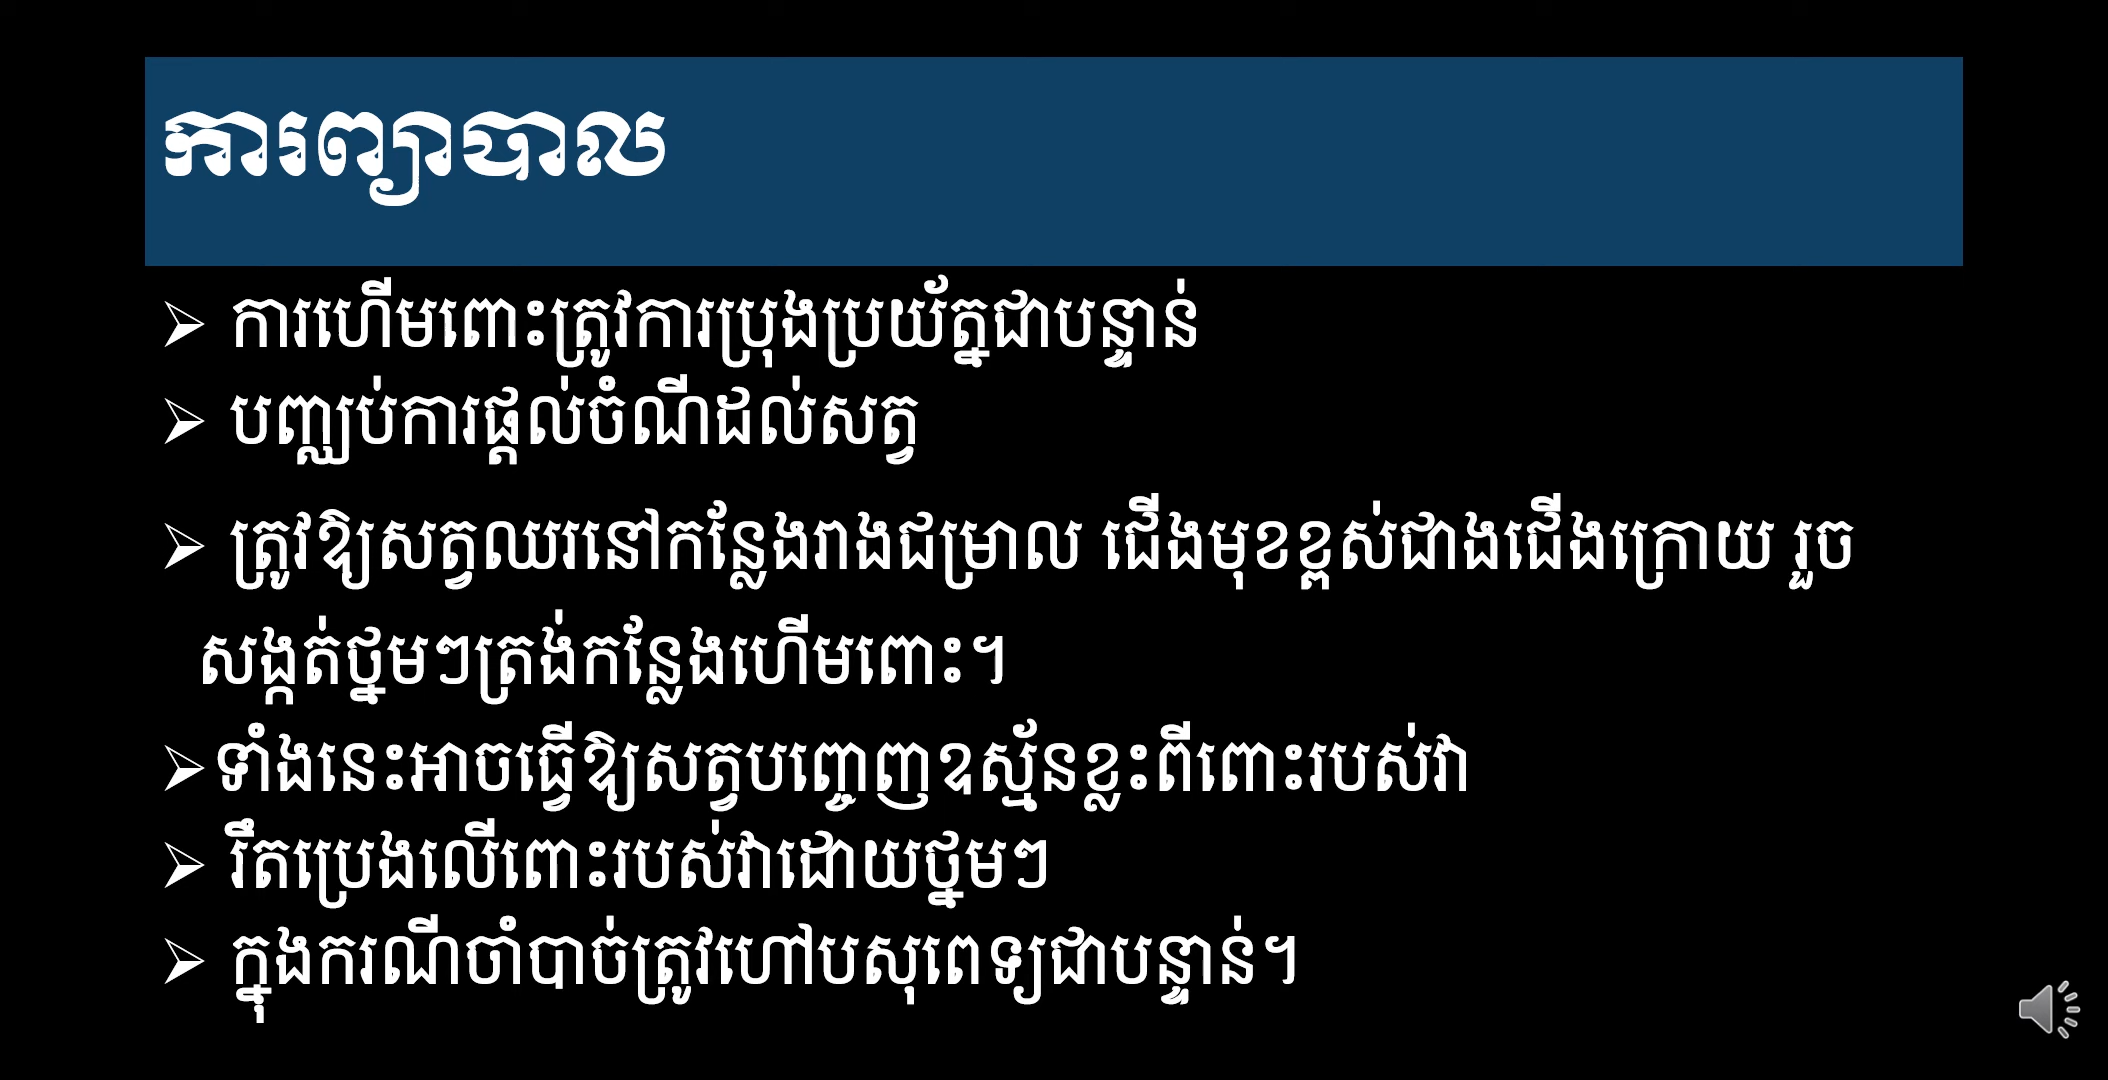 ការព្យាបាល
➢ ការហើមពោះត្រូវការប្រុងប្រយ័ត្នជាបន្ទាន់
➢ បញ្ឈប់ការផ្តល់ចំណីដល់សត្វ
➢ ត្រូវឱ្យសត្វឈរនៅកន្លែងរាងជម្រាល ជើងមុខខ្ពស់ជាងជើងក្រោយ រួច
សង្កត់ថ្នមៗត្រង់កន្លែងហើមពោះ។
➢ទាំងនេះអាចធ្វើឱ្យសត្វបញ្ចេញឧស្ម័នខ្លះពីពោះរបស់វា
➢ រឹតប្រេងលើពោះរបស់វាដោយថ្នមៗ
➢ ក្នុងករណីចាំបាច់ត្រូវហៅបសុពេទ្យជាបន្ទាន់។